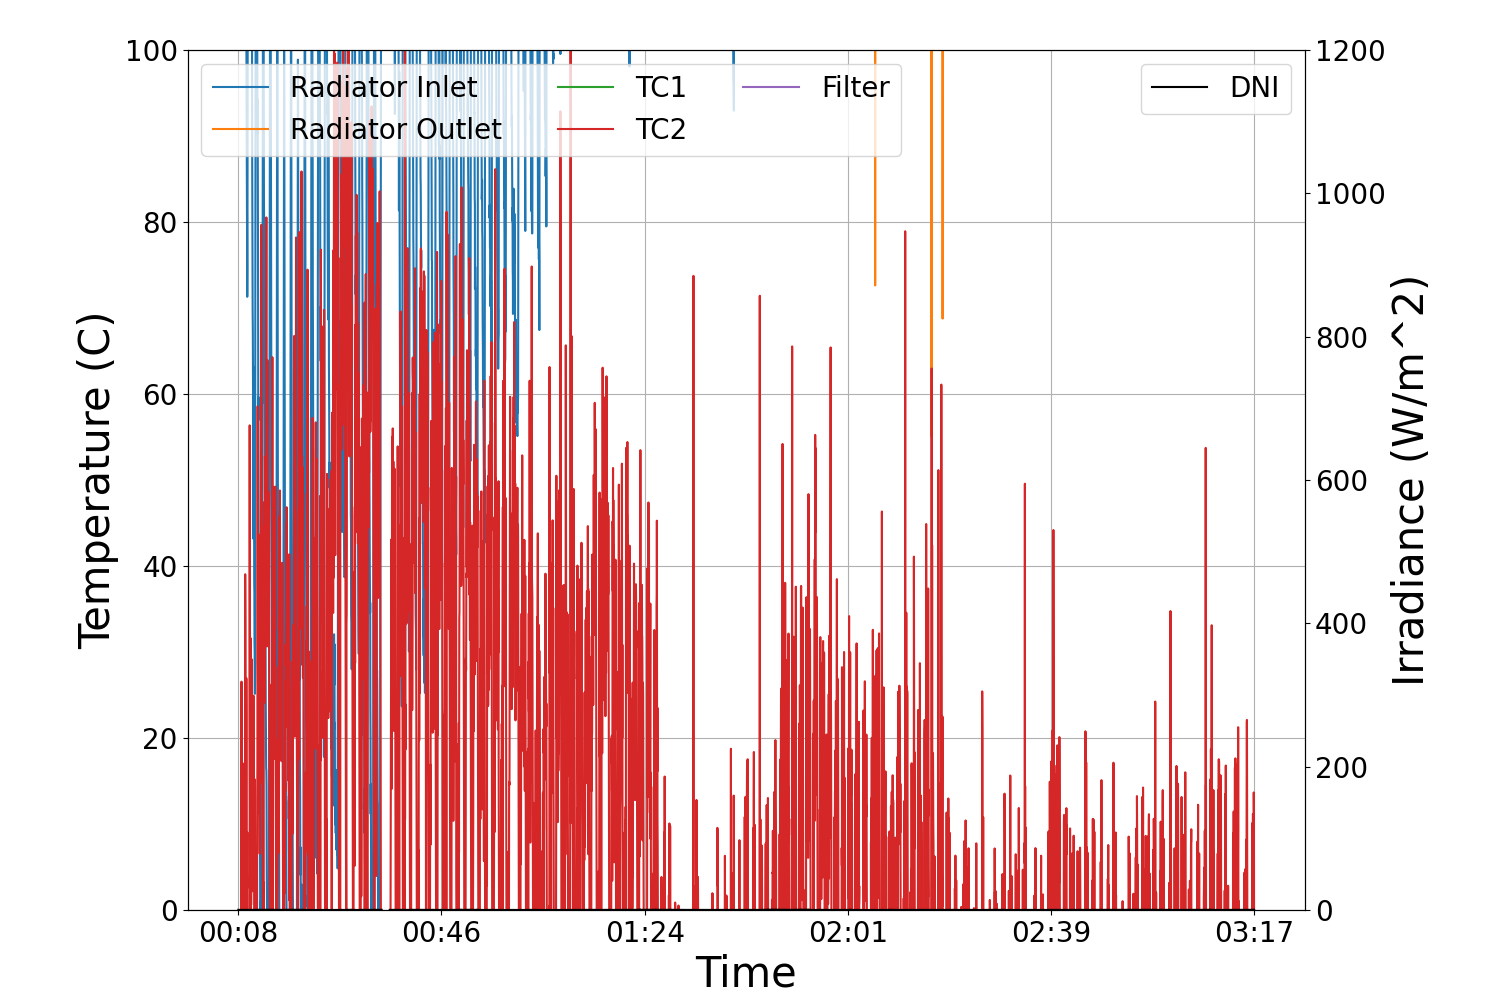 100
80
60
40
20
0
Temperature (C)
Radiator Inlet
Radiator Outlet
TC1
TC2
Filter
DNI
1200
1000
800
600
400
200
0
Irradiance (W/m^2)
00:08
00:46
01:24
02:01
02:39
03:17
Time